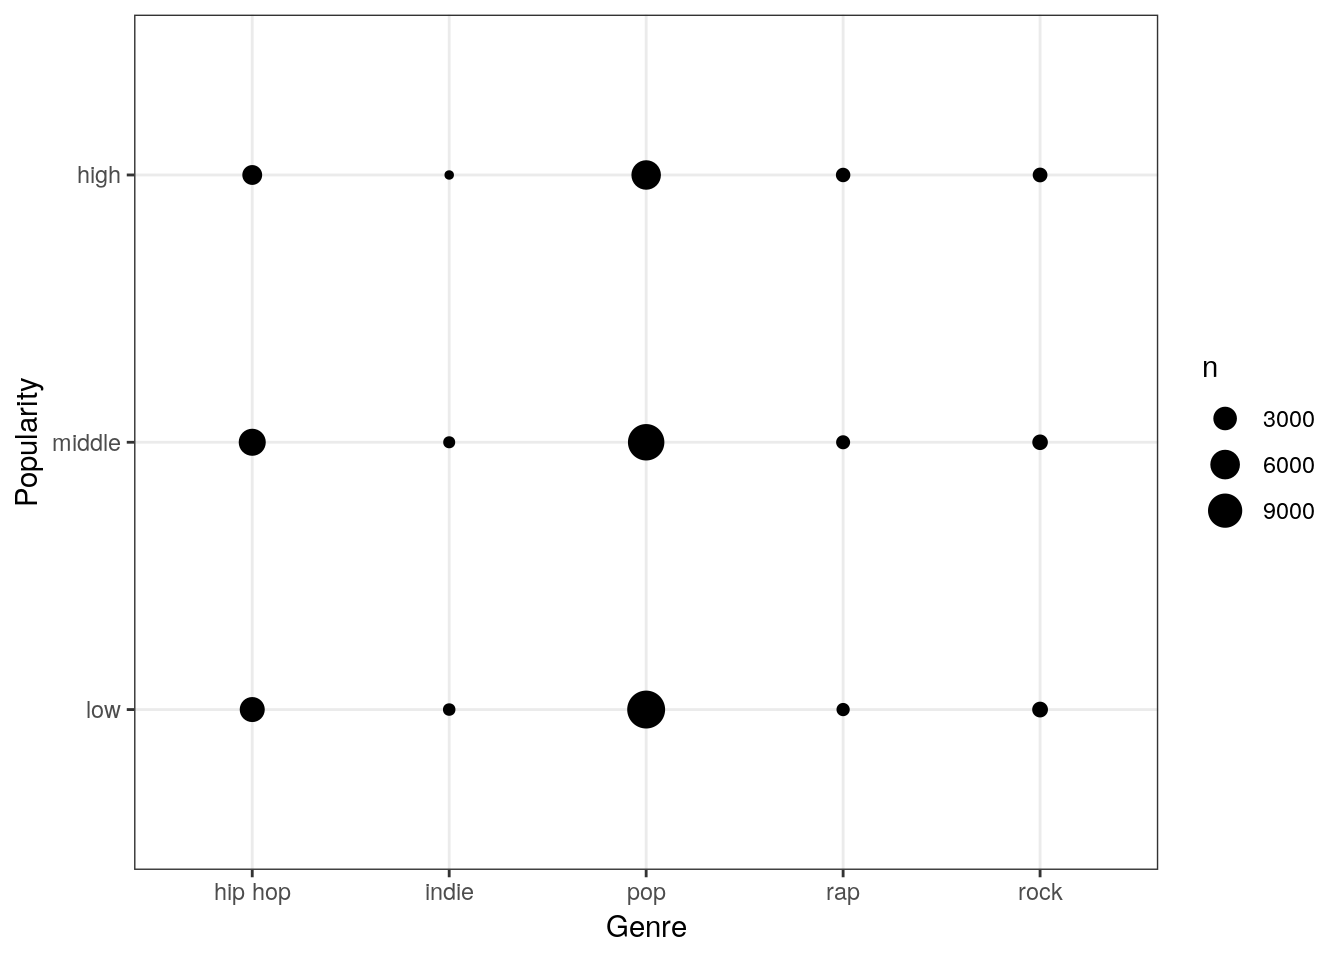 high
middle
low
Popularity
hip hop
indie
pop
rap
rock
Genre
n
3000
6000
9000